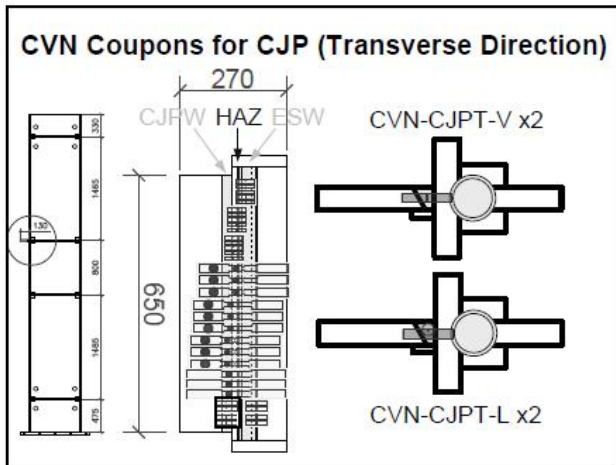 CVN Coupons for CJP (Transverse Direction)
270
CJPW HAZ ESW
CVN-CJPT-V x2
330
1465
130
800
650
1485
475
CVN-CJPT-L x2